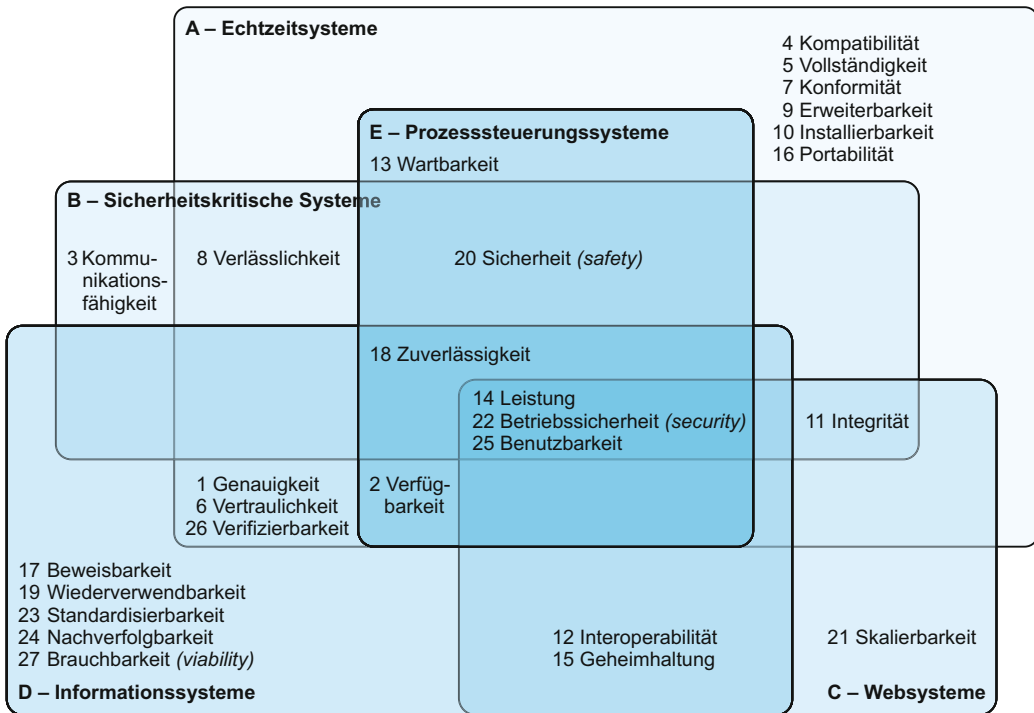 A – Echtzeitsysteme
4 Kompatibilität
5 Vollständigkeit
7 Konformität
9 Erweiterbarkeit
10 Installierbarkeit
16 Portabilität
E – Prozesssteuerungssysteme
13 Wartbarkeit
B – Sicherheitskritische Systeme
3 Kommu-
nikations-
fähigkeit
8 Verlässlichkeit
20 Sicherheit (safety)
18 Zuverlässigkeit
14 Leistung
22 Betriebssicherheit (security)
25 Benutzbarkeit
11 Integrität
1 Genauigkeit
6 Vertraulichkeit
26 Verifizierbarkeit
2 Verfüg-
barkeit
17 Beweisbarkeit
19 Wiederverwendbarkeit
23 Standardisierbarkeit
24 Nachverfolgbarkeit
27 Brauchbarkeit (viability)
D – Informationssysteme
12 Interoperabilität
15 Geheimhaltung
21 Skalierbarkeit
C – Websysteme